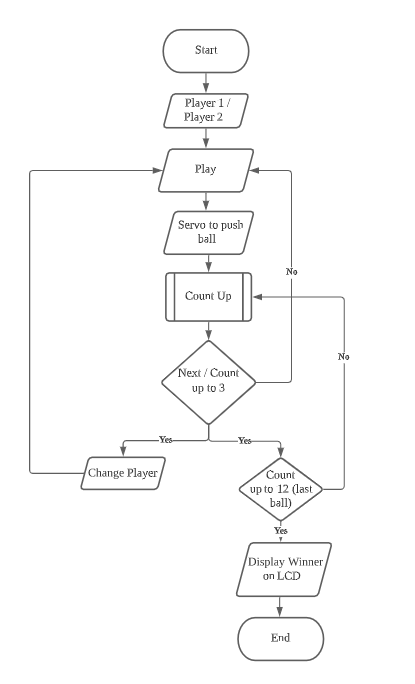 Start
Player 1 /
Player 2
Play
Servo to push
ball
No
Count Up
No
Next / Count
up to 3
Yes
Yes
Change Player
Count
up to 12 (last
ball)
Yes
Display Winner
on LCD
End